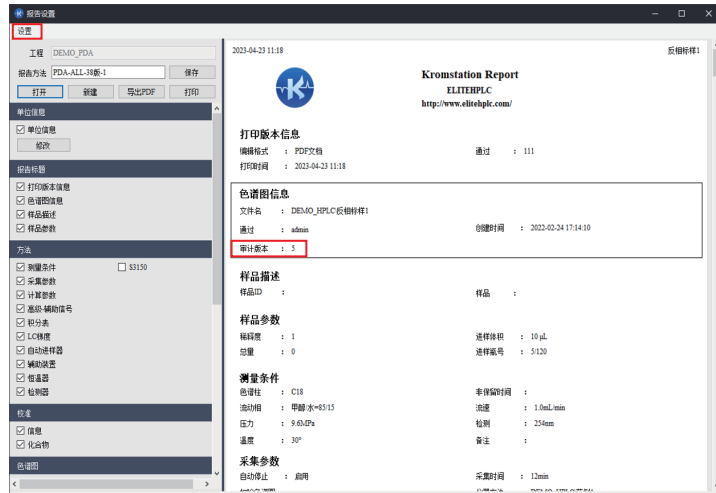 报告设置
设置
工程 DEMO_PDA
报告方法 PDA-ALL-38版-1 保存
打开 新建 导出PDF 打印
单位信息
单位信息
修改
报告标题
打印版本信息
色谱图信息
样品描述
样品参数
方法
测量条件 S3150
采集参数
计算参数
高级-辅助信号
积分表
LC梯度
自动进样器
辅助装置
恒温器
检测器
校准
信息
化合物
色谱图
2023-04-23 11:18 反相标样1
K
Kromstation Report
ELITEHPLC
http://www.elitehplc.com/
打印版本信息
编辑格式 : PDF文档 通过 : 111
打印时间 : 2023-04-23 11:18
色谱图信息
文件名 : DEMO_HPLC\反相标样1
通过 : admin 创建时间 : 2022-02-24 17:14:10
审计版本 : 5
样品描述
样品ID : 样品 :
样品参数
稀释度 : 1 进样体积 : 10 μL
总量 : 0 进样瓶号 : 5/120
测量条件
色谱柱 : C18 非保留时间 :
流动相 : 甲醇/水=85/15 流速 : 1.0mL/min
压力 : 9.6MPa 检测 : 254nm
温度 : 30° 备注 :
采集参数
自动停止 : 启用 采集时间 : 12min